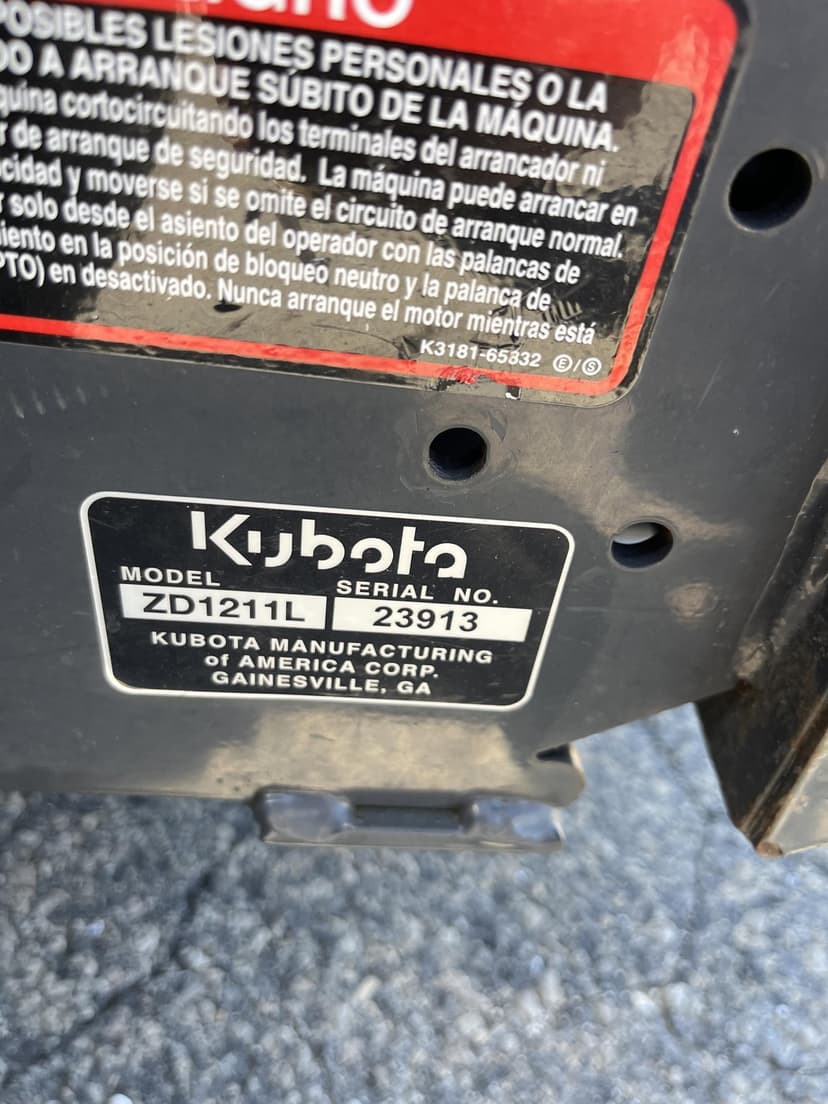 POSIBLES LESIONES PERSONALES O LA
A ARRANQUE SÚBITO DE LA MÁQUINA.
cortocircuitando los terminales del arrancador ni
de arranque de seguridad. La máquina puede arrancar en
y moverse si se omite el circuito de arranque normal.
solo desde el asiento del operador con las palancas de
en la posición de bloqueo neutro y la palanca de
PTO) en desactivado. Nunca arranque el motor mientras está
K3181-65332 Ⓔ/Ⓢ
Kubota
MODEL SERIAL NO.
ZD1211L 23913
KUBOTA MANUFACTURING
of AMERICA CORP.
GAINESVILLE, GA